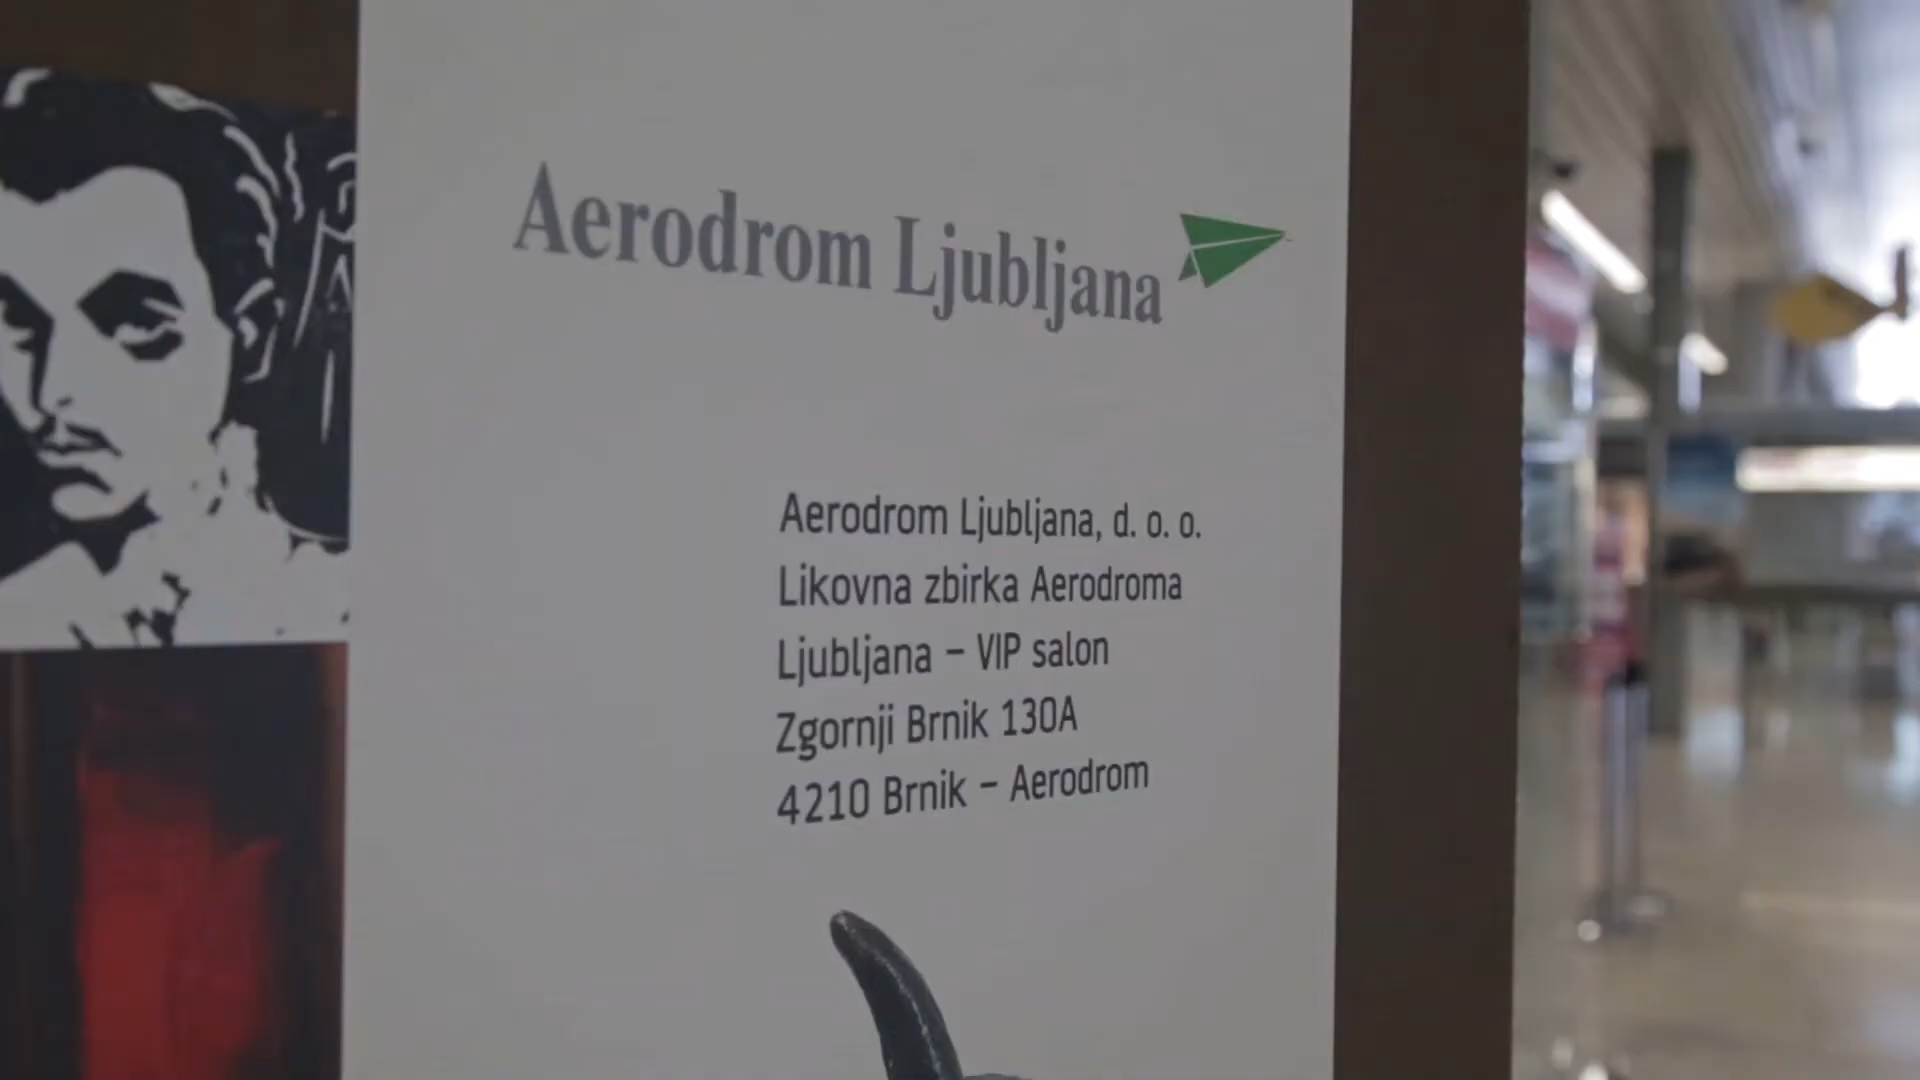 Aerodrom Ljubljana
Aerodrom Ljubljana, d. o. o.
Likovna zbirka Aerodroma
Ljubljana – VIP salon
Zgornji Brnik 130A
4210 Brnik – Aerodrom